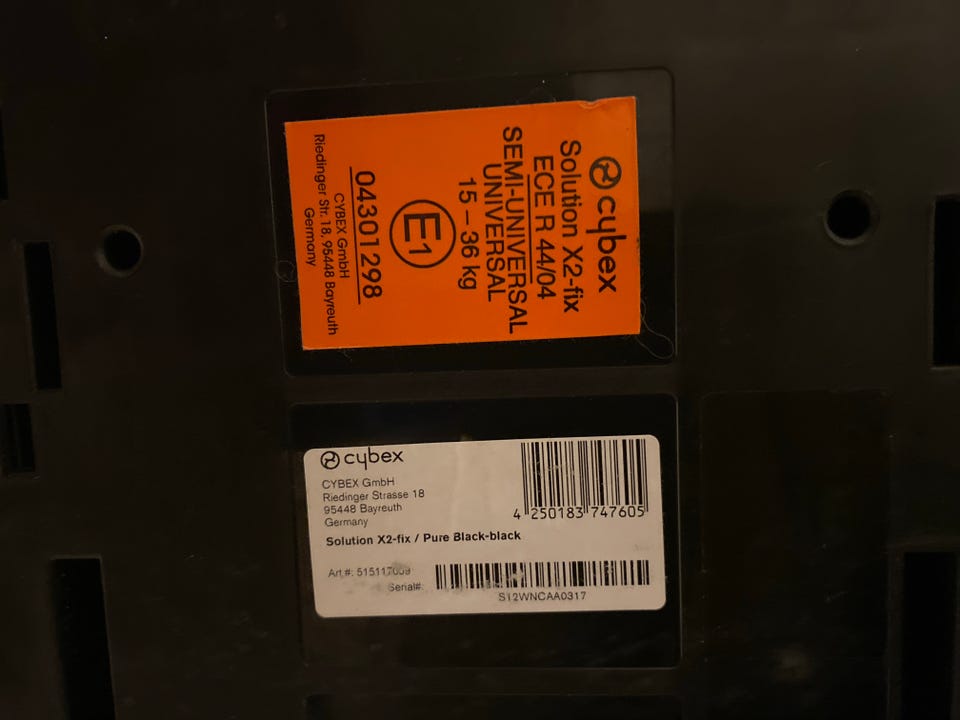 cybex
Solution X2-fix
ECE R 44/04
SEMI-UNIVERSAL
UNIVERSAL
15 – 36 kg
E1
04301298
CYBEX GmbH
Riedinger Str. 18, 95448 Bayreuth
Germany
cybex
CYBEX GmbH
Riedinger Strasse 18
95448 Bayreuth
Germany
4 250183 747605
Solution X2-fix / Pure Black-black
Art.#:
Serial#:
S12WNCAA0317